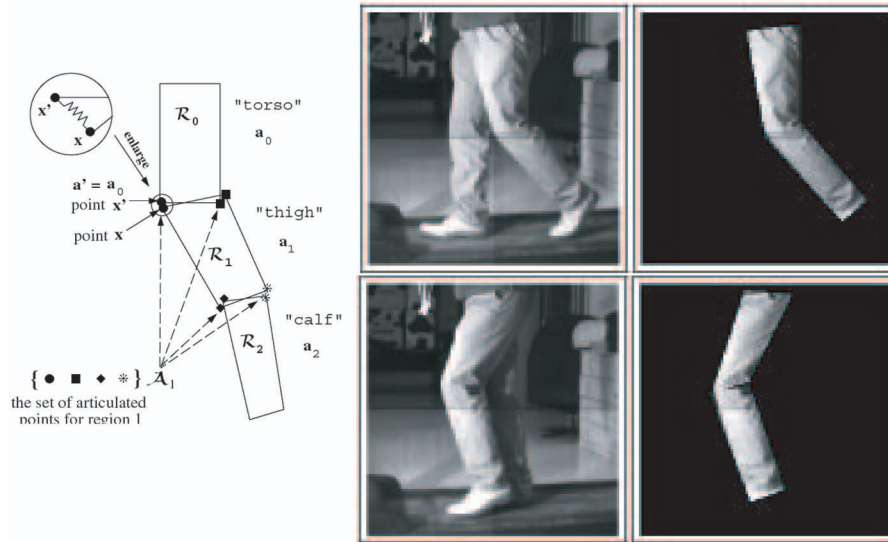 x'
x
enlarge
R0
"torso"
a0
a' = a0
point x'
point x
"thigh"
R1
a1
"calf"
R2
a2
{ ● ■ ◆ ✳ } A1
the set of articulated
points for region 1